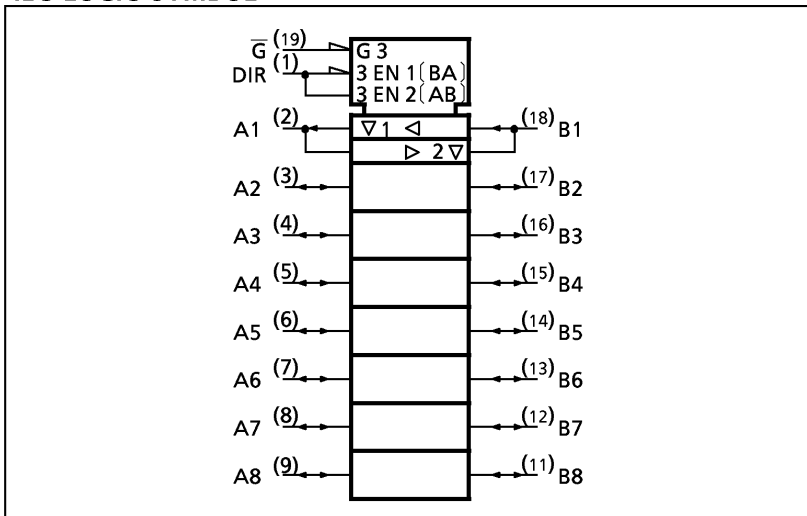 G̅ (19) G 3
DIR (1) 3 EN 1 (BA)
3 EN 2 (AB)
A1 (2) ▽ 1 ◁ (18) B1
▷ 2 ▽
A2 (3) (17) B2
A3 (4) (16) B3
A4 (5) (15) B4
A5 (6) (14) B5
A6 (7) (13) B6
A7 (8) (12) B7
A8 (9) (11) B8